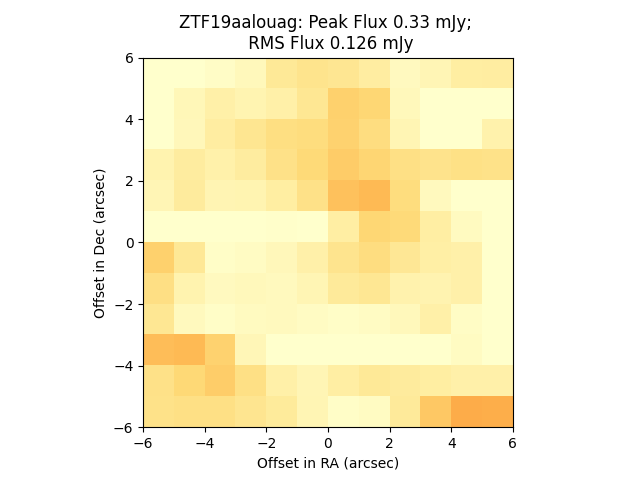 ZTF19aalouag: Peak Flux 0.33 mJy;
RMS Flux 0.126 mJy
6
4
2
0
−2
−4
−6
Offset in Dec (arcsec)
−6 −4 −2 0 2 4 6
Offset in RA (arcsec)